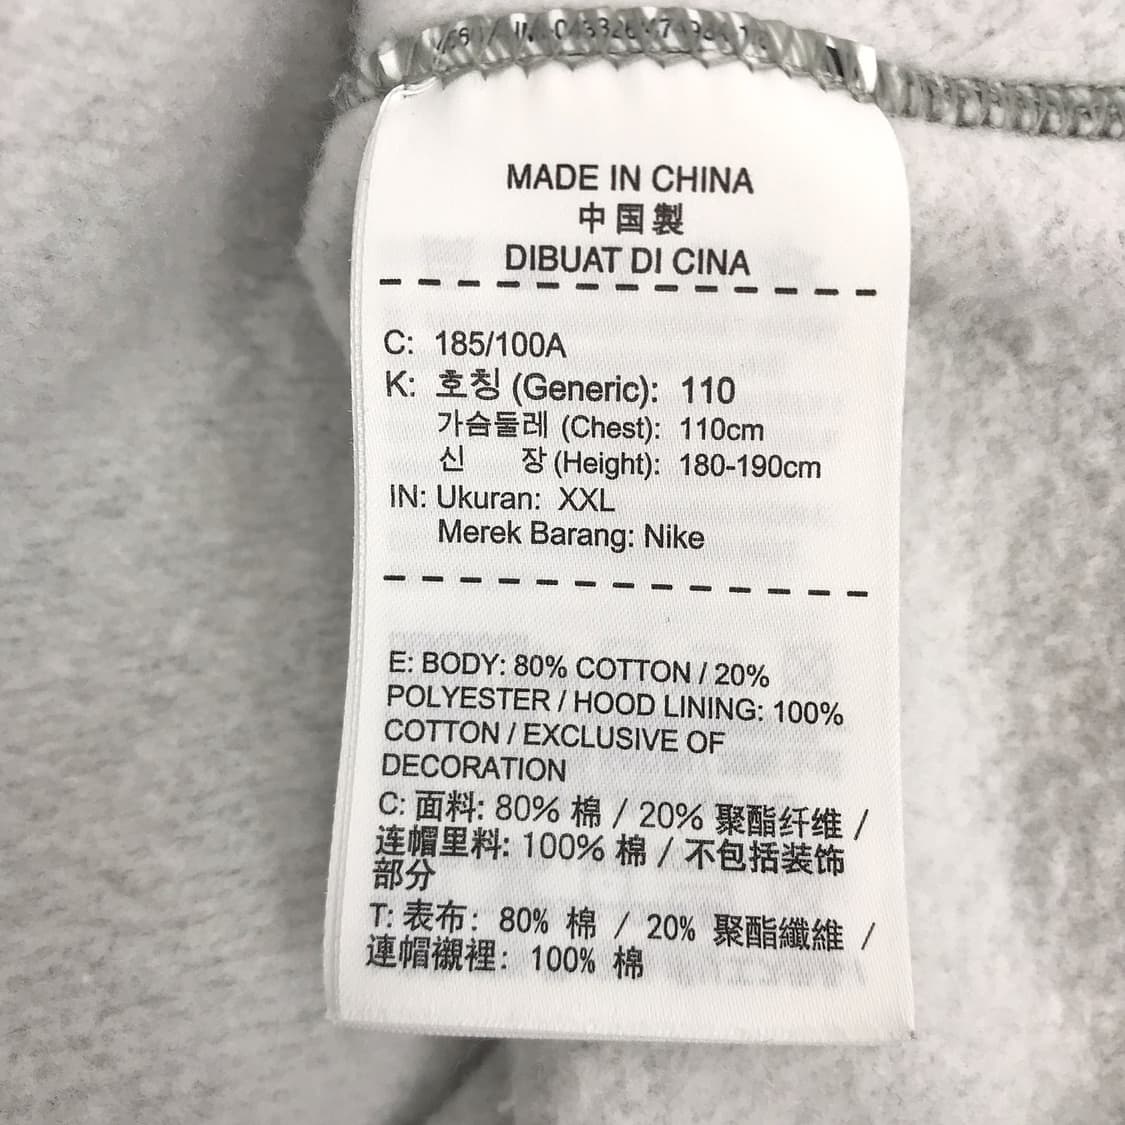 MADE IN CHINA
中国製
DIBUAT DI CINA
C: 185/100A
K: 호칭 (Generic): 110
가슴둘레 (Chest): 110cm
신 장 (Height): 180-190cm
IN: Ukuran: XXL
Merek Barang: Nike
E: BODY: 80% COTTON / 20%
POLYESTER / HOOD LINING: 100%
COTTON / EXCLUSIVE OF
DECORATION
C: 面料: 80% 棉 / 20% 聚酯纤维 /
连帽里料: 100% 棉 / 不包括装饰
部分
T: 表布: 80% 棉 / 20% 聚酯纖維 /
連帽襯裡: 100% 棉